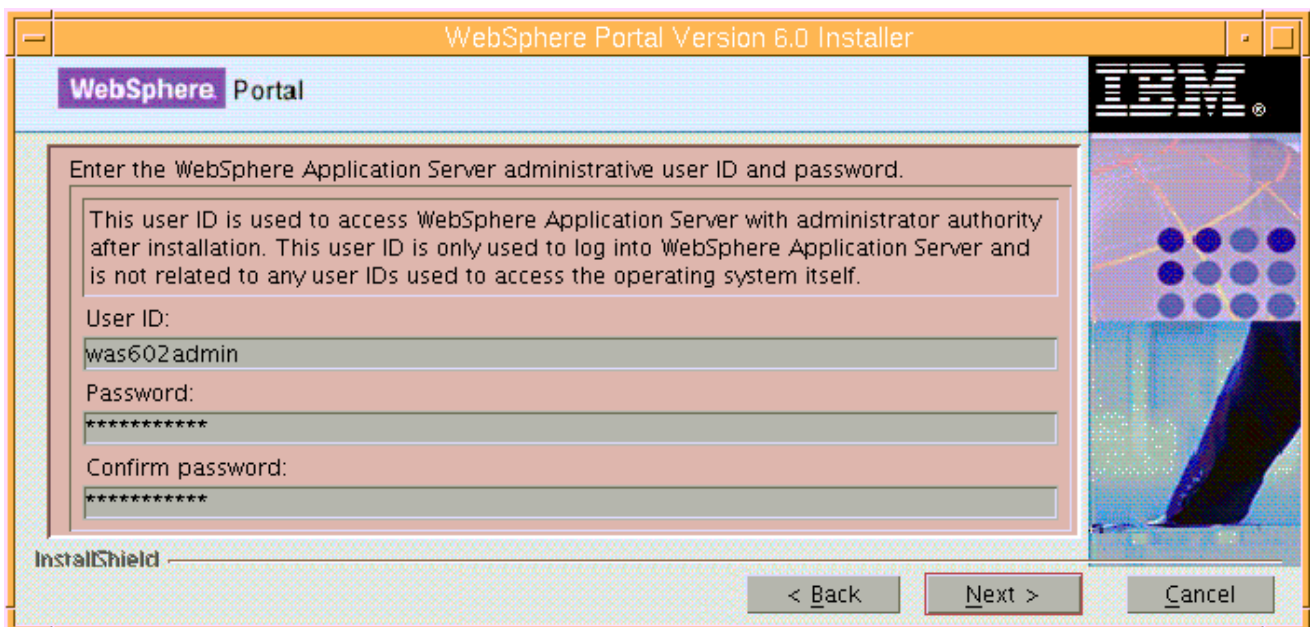 WebSphere Portal Version 6.0 Installer
WebSphere. Portal
IBM®
Enter the WebSphere Application Server administrative user ID and password.
This user ID is used to access WebSphere Application Server with administrator authority
after installation. This user ID is only used to log into WebSphere Application Server and
is not related to any user IDs used to access the operating system itself.
User ID:
was602admin
Password:
***********
Confirm password:
***********
InstallShield
< Back
Next >
Cancel